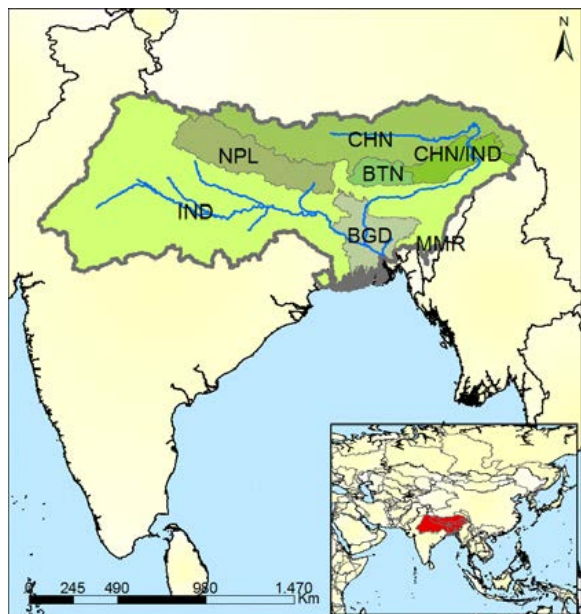 N
CHN
NPL
CHN/IND
BTN
IND
BGD
MMR
0 245 490 980 1.470
Km